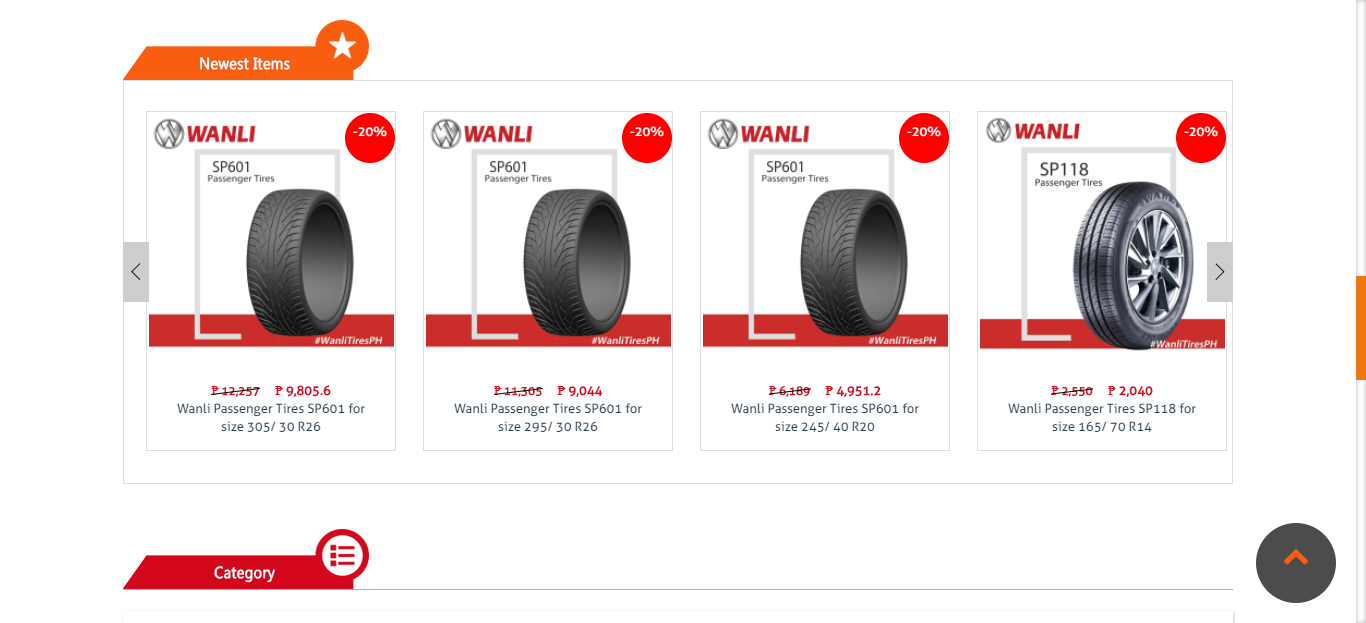 Newest Items
WANLI
-20%
SP601
Passenger Tires
#WanliTiresPH
₱ 12,257 ₱ 9,805.6
Wanli Passenger Tires SP601 for
size 305/ 30 R26
WANLI
-20%
SP601
Passenger Tires
#WanliTiresPH
₱ 11,305 ₱ 9,044
Wanli Passenger Tires SP601 for
size 295/ 30 R26
WANLI
-20%
SP601
Passenger Tires
#WanliTiresPH
₱ 6,189 ₱ 4,951.2
Wanli Passenger Tires SP601 for
size 245/ 40 R20
WANLI
-20%
SP118
Passenger Tires
#WanliTiresPH
₱ 2,550 ₱ 2,040
Wanli Passenger Tires SP118 for
size 165/ 70 R14
Category